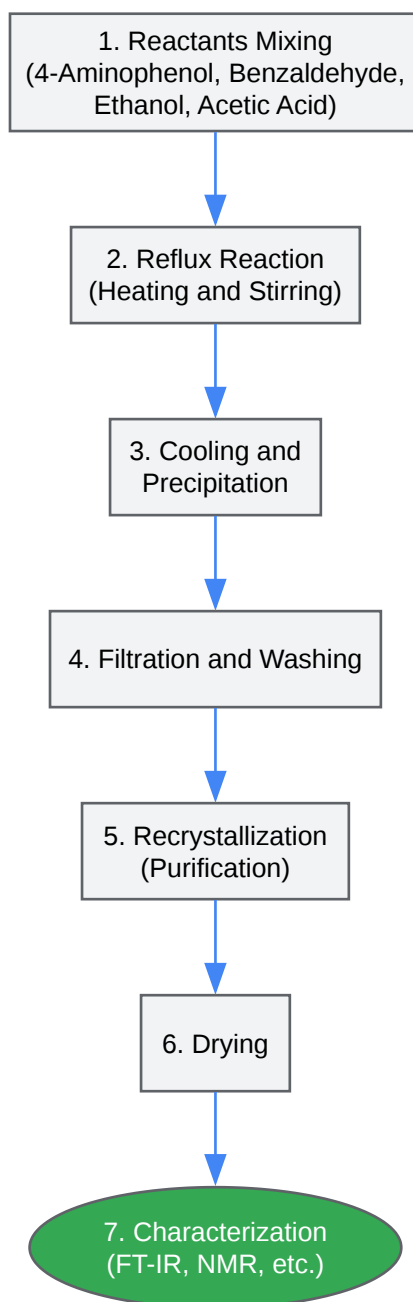 1. Reactants Mixing
(4-Aminophenol, Benzaldehyde,
Ethanol, Acetic Acid)
2. Reflux Reaction
(Heating and Stirring)
3. Cooling and
Precipitation
4. Filtration and Washing
5. Recrystallization
(Purification)
6. Drying
7. Characterization
(FT-IR, NMR, etc.)